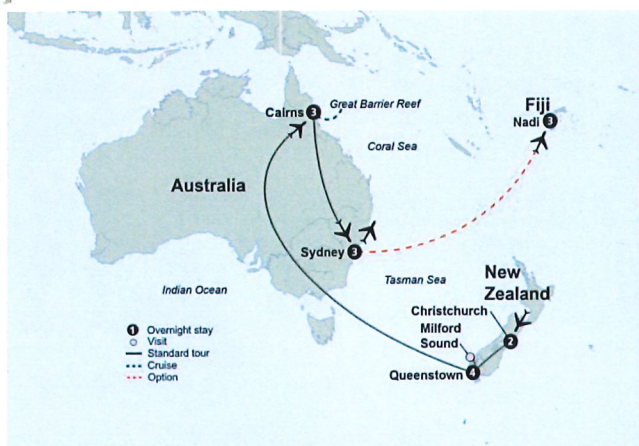 Fiji
Nadi 3
Cairns 3
Great Barrier Reef
Coral Sea
Australia
Sydney 3
Tasman Sea
New
Zealand
Indian Ocean
Christchurch
2
Milford
Sound
Queenstown 4
1 Overnight stay
Visit
Standard tour
Cruise
Option